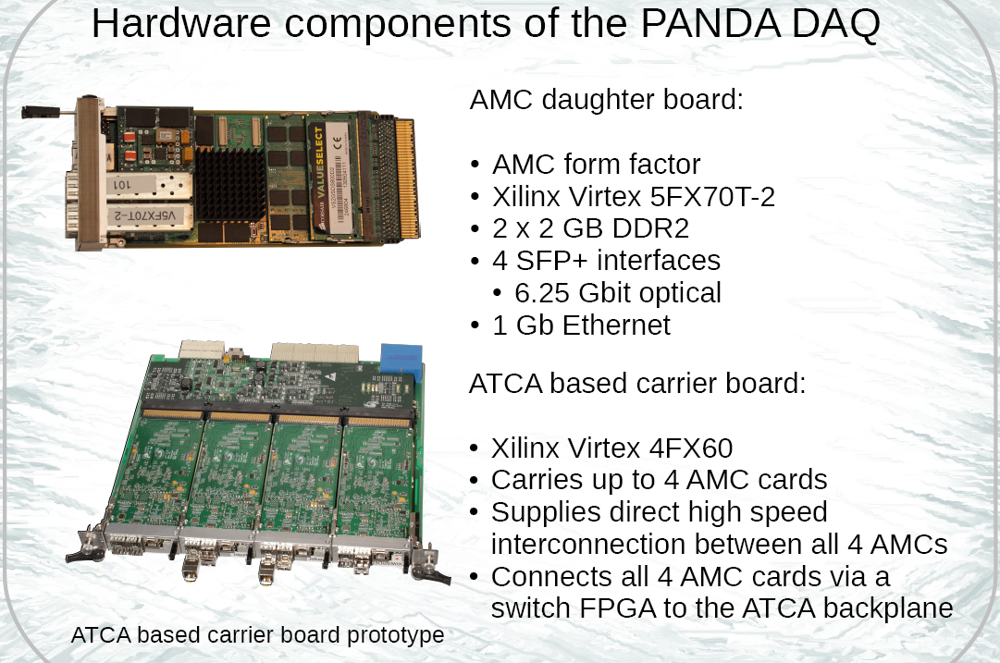 Hardware components of the PANDA DAQ
AMC daughter board:
• AMC form factor
• Xilinx Virtex 5FX70T-2
• 2 x 2 GB DDR2
• 4 SFP+ interfaces
• 6.25 Gbit optical
• 1 Gb Ethernet
101
V5FX70T-2
VALUESELECT
CE
ATCA based carrier board:
• Xilinx Virtex 4FX60
• Carries up to 4 AMC cards
• Supplies direct high speed
interconnection between all 4 AMCs
• Connects all 4 AMC cards via a
switch FPGA to the ATCA backplane
ATCA based carrier board prototype